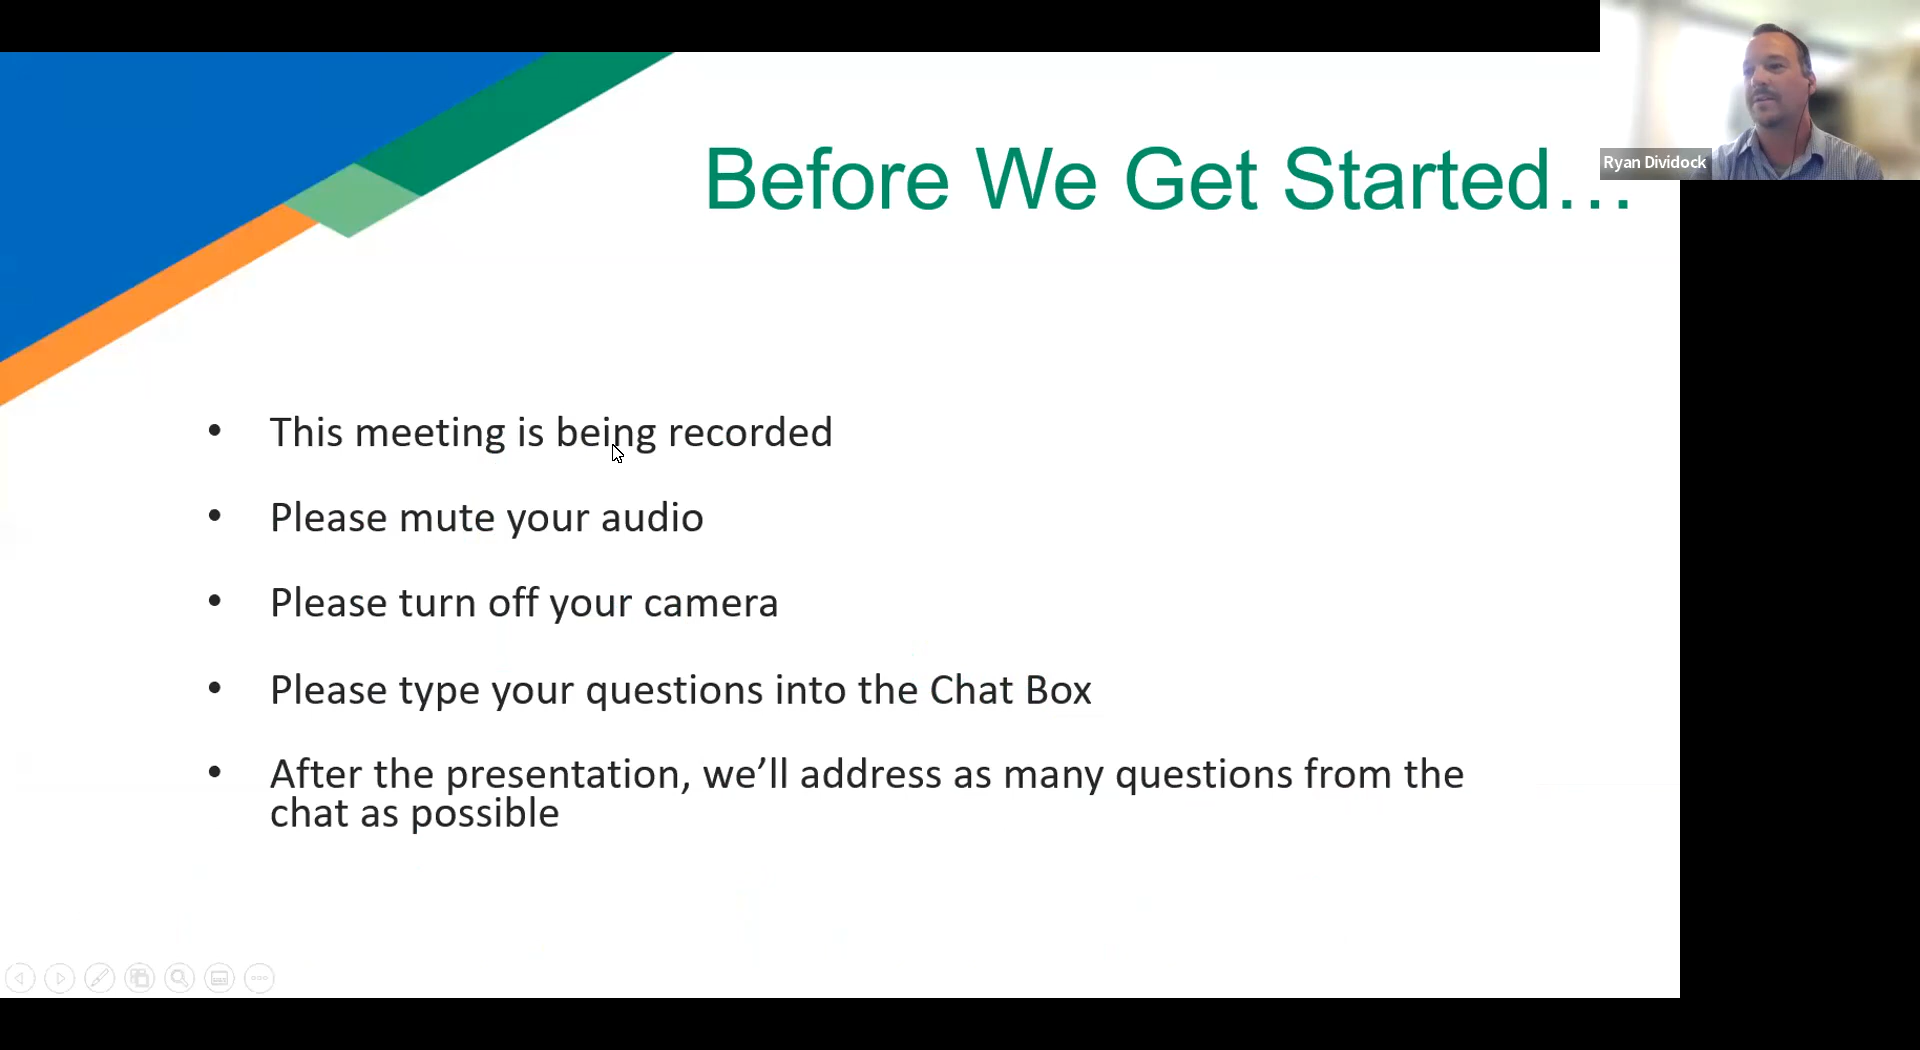 Before We Get Started...
Ryan Dividock
• This meeting is being recorded
• Please mute your audio
• Please turn off your camera
• Please type your questions into the Chat Box
• After the presentation, we’ll address as many questions from the
chat as possible